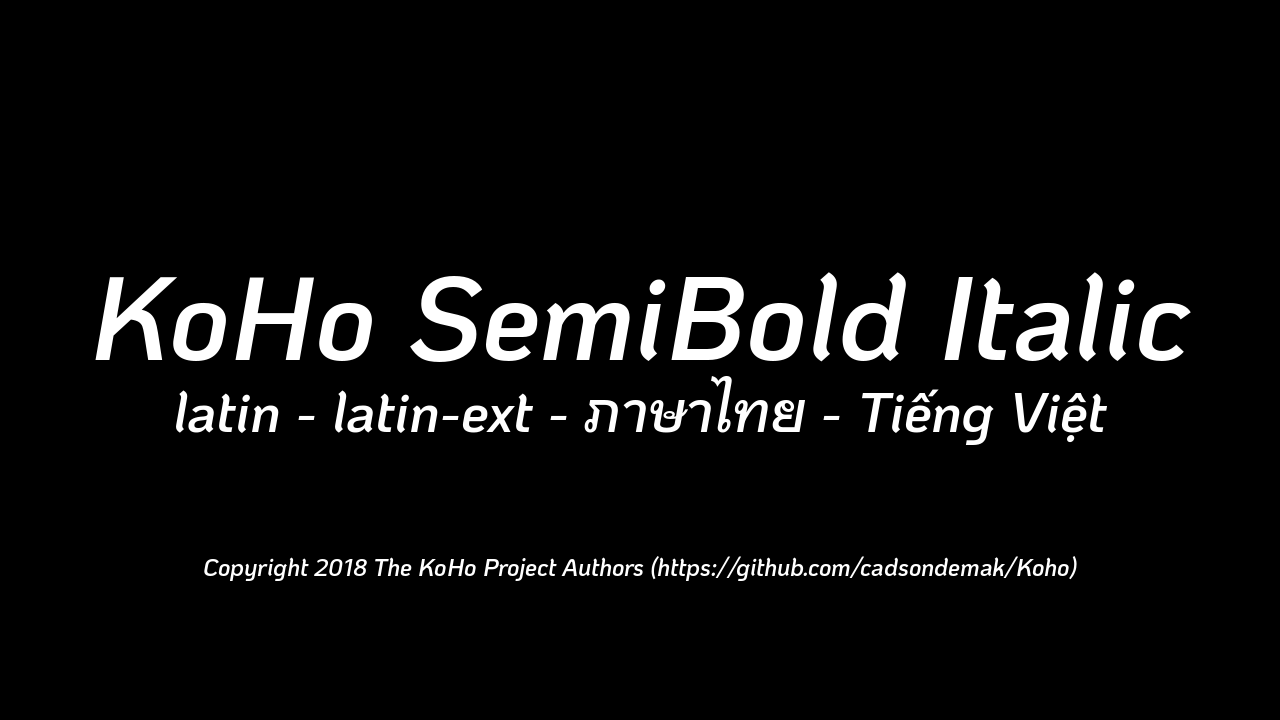 KoHo SemiBold Italic
latin - latin-ext - ภาษาไทย - Tiếng Việt
Copyright 2018 The KoHo Project Authors (https://github.com/cadsondemak/Koho)